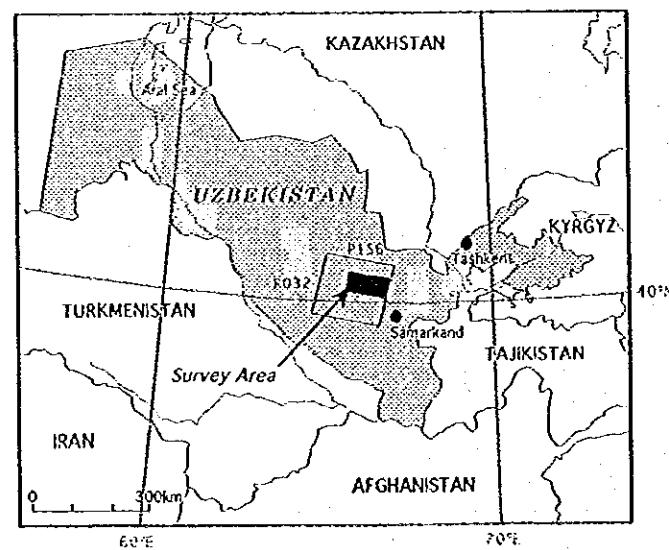 KAZAKHSTAN
Aral Sea
UZBEKISTAN
KYRGYZ
P156
Tashkent
40°N
TURKMENISTAN
Samarkand
TAJIKISTAN
Survey Area
IRAN
AFGHANISTAN
0 300km
60°E 70°E